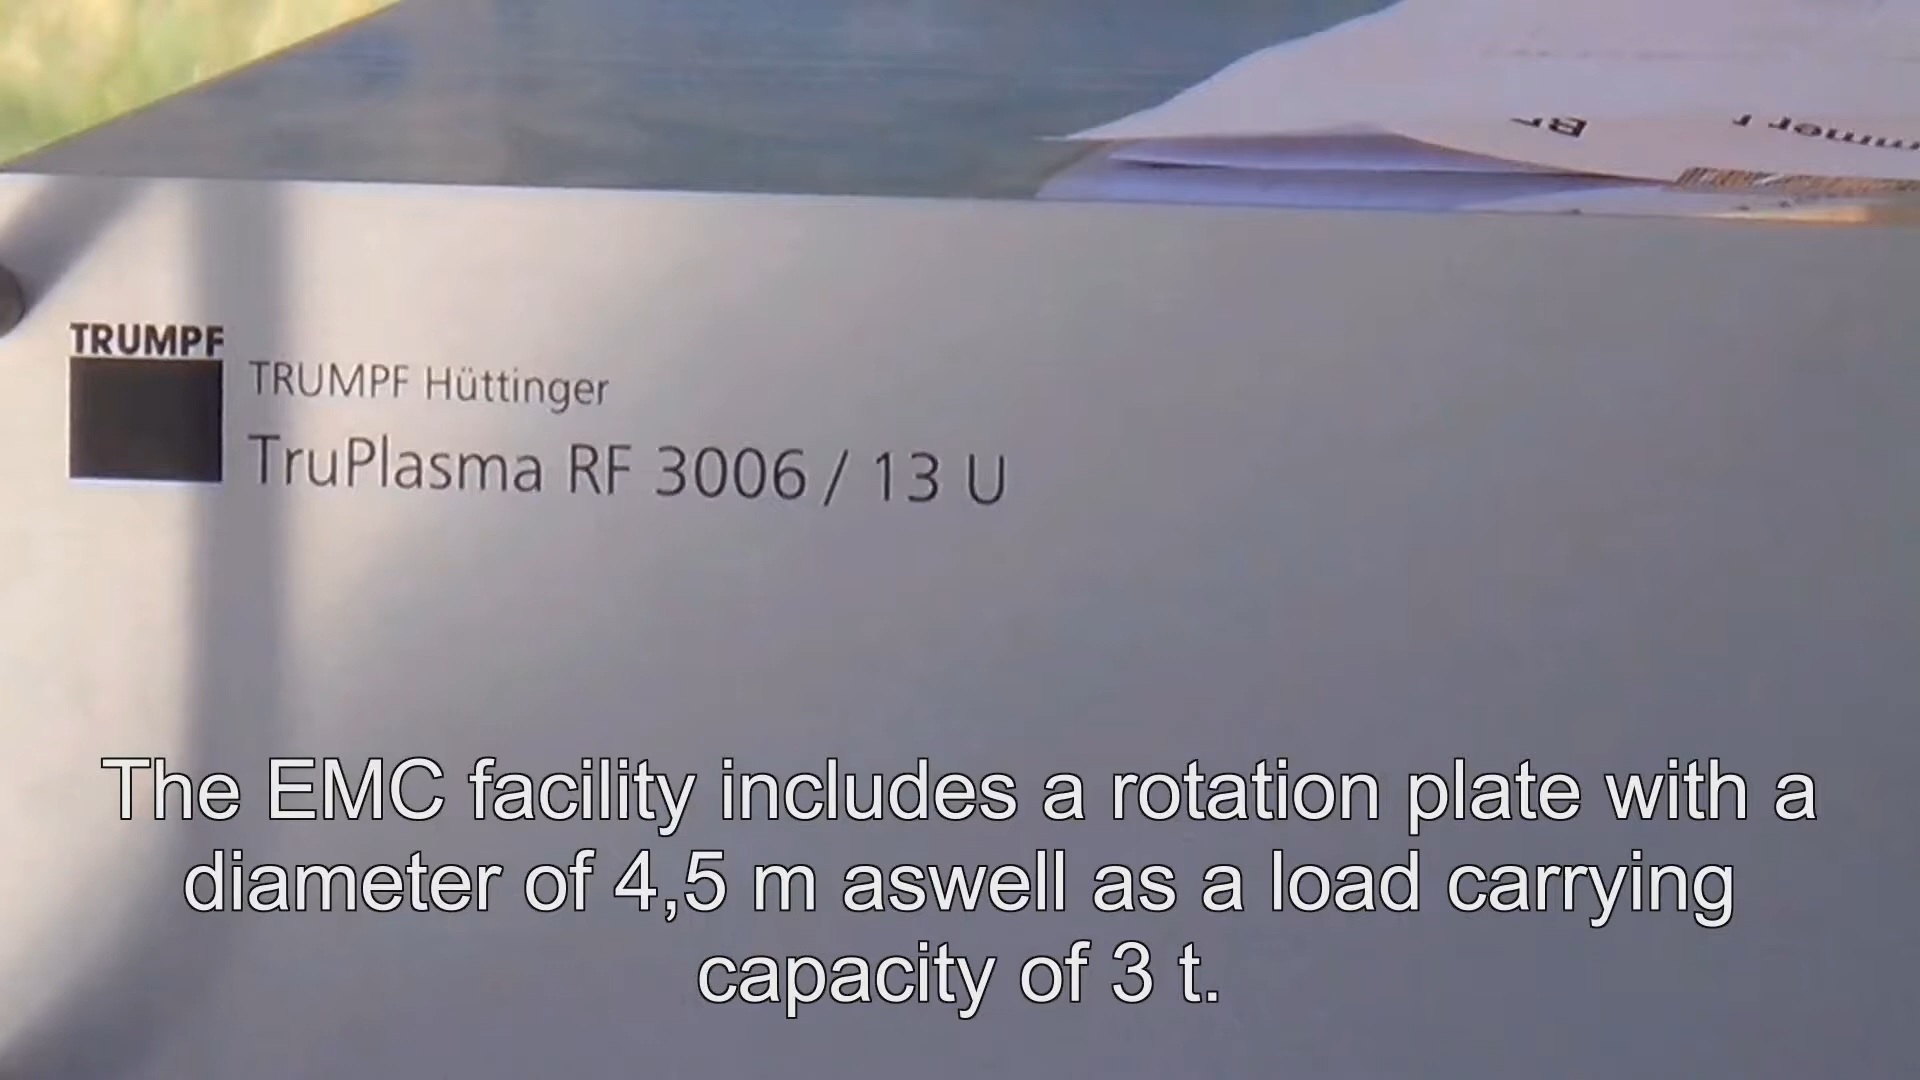 TRUMPF
TRUMPF Hüttinger
TruPlasma RF 3006 / 13 U
The EMC facility includes a rotation plate with a
diameter of 4,5 m aswell as a load carrying
capacity of 3 t.